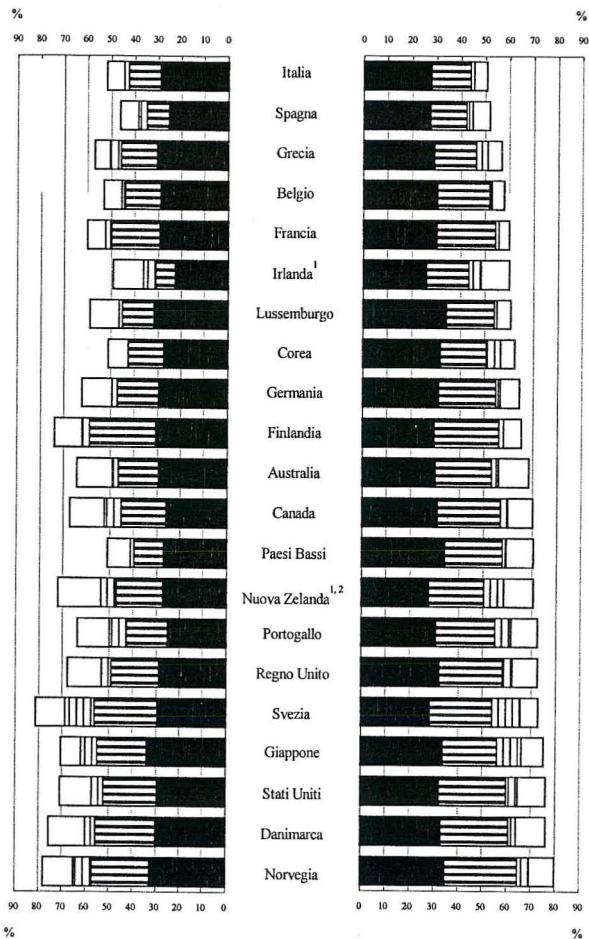 % %
90 80 70 60 50 40 30 20 10 0 0 10 20 30 40 50 60 70 80 90
Italia
Spagna
Grecia
Belgio
Francia
Irlanda¹
Lussemburgo
Corea
Germania
Finlandia
Australia
Canada
Paesi Bassi
Nuova Zelanda¹,²
Portogallo
Regno Unito
Svezia
Giappone
Stati Uniti
Danimarca
Norvegia
90 80 70 60 50 40 30 20 10 0 0 10 20 30 40 50 60 70 80 90
% %